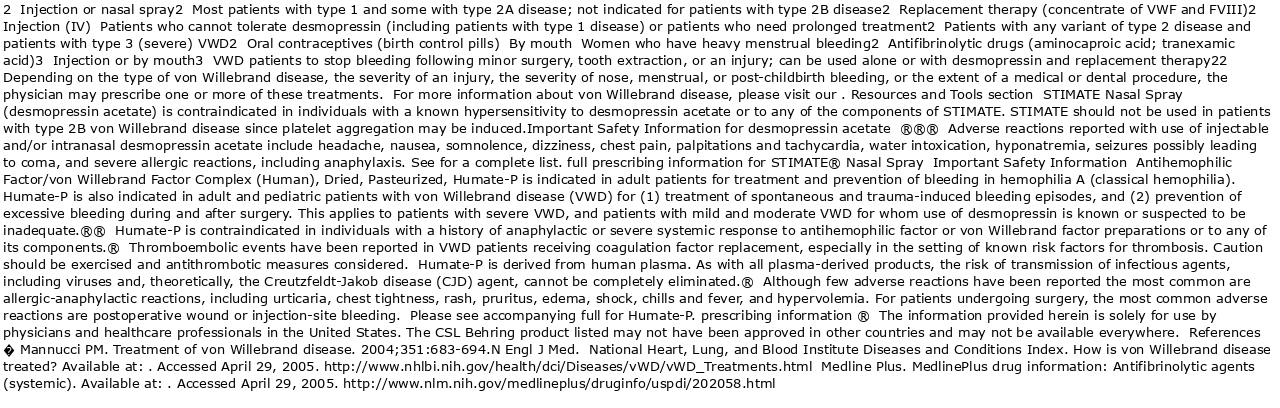 2  Injection or nasal spray2  Most patients with type 1 and some with type 2A disease; not indicated for patients with type 2B disease2  Replacement therapy (concentrate of VWF and FVIII)2
Injection (IV)  Patients who cannot tolerate desmopressin (including patients with type 1 disease) or patients who need prolonged treatment2  Patients with any variant of type 2 disease and
patients with type 3 (severe) VWD2  Oral contraceptives (birth control pills)  By mouth  Women who have heavy menstrual bleeding2  Antifibrinolytic drugs (aminocaproic acid; tranexamic
acid)3  Injection or by mouth3  VWD patients to stop bleeding following minor surgery, tooth extraction, or an injury; can be used alone or with desmopressin and replacement therapy22
Depending on the type of von Willebrand disease, the severity of an injury, the severity of nose, menstrual, or post-childbirth bleeding, or the extent of a medical or dental procedure, the
physician may prescribe one or more of these treatments.  For more information about von Willebrand disease, please visit our . Resources and Tools section  STIMATE Nasal Spray
(desmopressin acetate) is contraindicated in individuals with a known hypersensitivity to desmopressin acetate or to any of the components of STIMATE. STIMATE should not be used in patients
with type 2B von Willebrand disease since platelet aggregation may be induced.Important Safety Information for desmopressin acetate  ®®®  Adverse reactions reported with use of injectable
and/or intranasal desmopressin acetate include headache, nausea, somnolence, dizziness, chest pain, palpitations and tachycardia, water intoxication, hyponatremia, seizures possibly leading
to coma, and severe allergic reactions, including anaphylaxis. See for a complete list. full prescribing information for STIMATE® Nasal Spray  Important Safety Information  Antihemophilic
Factor/von Willebrand Factor Complex (Human), Dried, Pasteurized, Humate-P is indicated in adult patients for treatment and prevention of bleeding in hemophilia A (classical hemophilia).
Humate-P is also indicated in adult and pediatric patients with von Willebrand disease (VWD) for (1) treatment of spontaneous and trauma-induced bleeding episodes, and (2) prevention of
excessive bleeding during and after surgery. This applies to patients with severe VWD, and patients with mild and moderate VWD for whom use of desmopressin is known or suspected to be
inadequate.®®  Humate-P is contraindicated in individuals with a history of anaphylactic or severe systemic response to antihemophilic factor or von Willebrand factor preparations or to any of
its components.®  Thromboembolic events have been reported in VWD patients receiving coagulation factor replacement, especially in the setting of known risk factors for thrombosis. Caution
should be exercised and antithrombotic measures considered.  Humate-P is derived from human plasma. As with all plasma-derived products, the risk of transmission of infectious agents,
including viruses and, theoretically, the Creutzfeldt-Jakob disease (CJD) agent, cannot be completely eliminated.®  Although few adverse reactions have been reported the most common are
allergic-anaphylactic reactions, including urticaria, chest tightness, rash, pruritus, edema, shock, chills and fever, and hypervolemia. For patients undergoing surgery, the most common adverse
reactions are postoperative wound or injection-site bleeding.  Please see accompanying full for Humate-P. prescribing information ®  The information provided herein is solely for use by
physicians and healthcare professionals in the United States. The CSL Behring product listed may not have been approved in other countries and may not be available everywhere.  References
� Mannucci PM. Treatment of von Willebrand disease. 2004;351:683-694.N Engl J Med.  National Heart, Lung, and Blood Institute Diseases and Conditions Index. How is von Willebrand disease
treated? Available at: . Accessed April 29, 2005. http://www.nhlbi.nih.gov/health/dci/Diseases/vWD/vWD_Treatments.html  Medline Plus. MedlinePlus drug information: Antifibrinolytic agents
(systemic). Available at: . Accessed April 29, 2005. http://www.nlm.nih.gov/medlineplus/druginfo/uspdi/202058.html